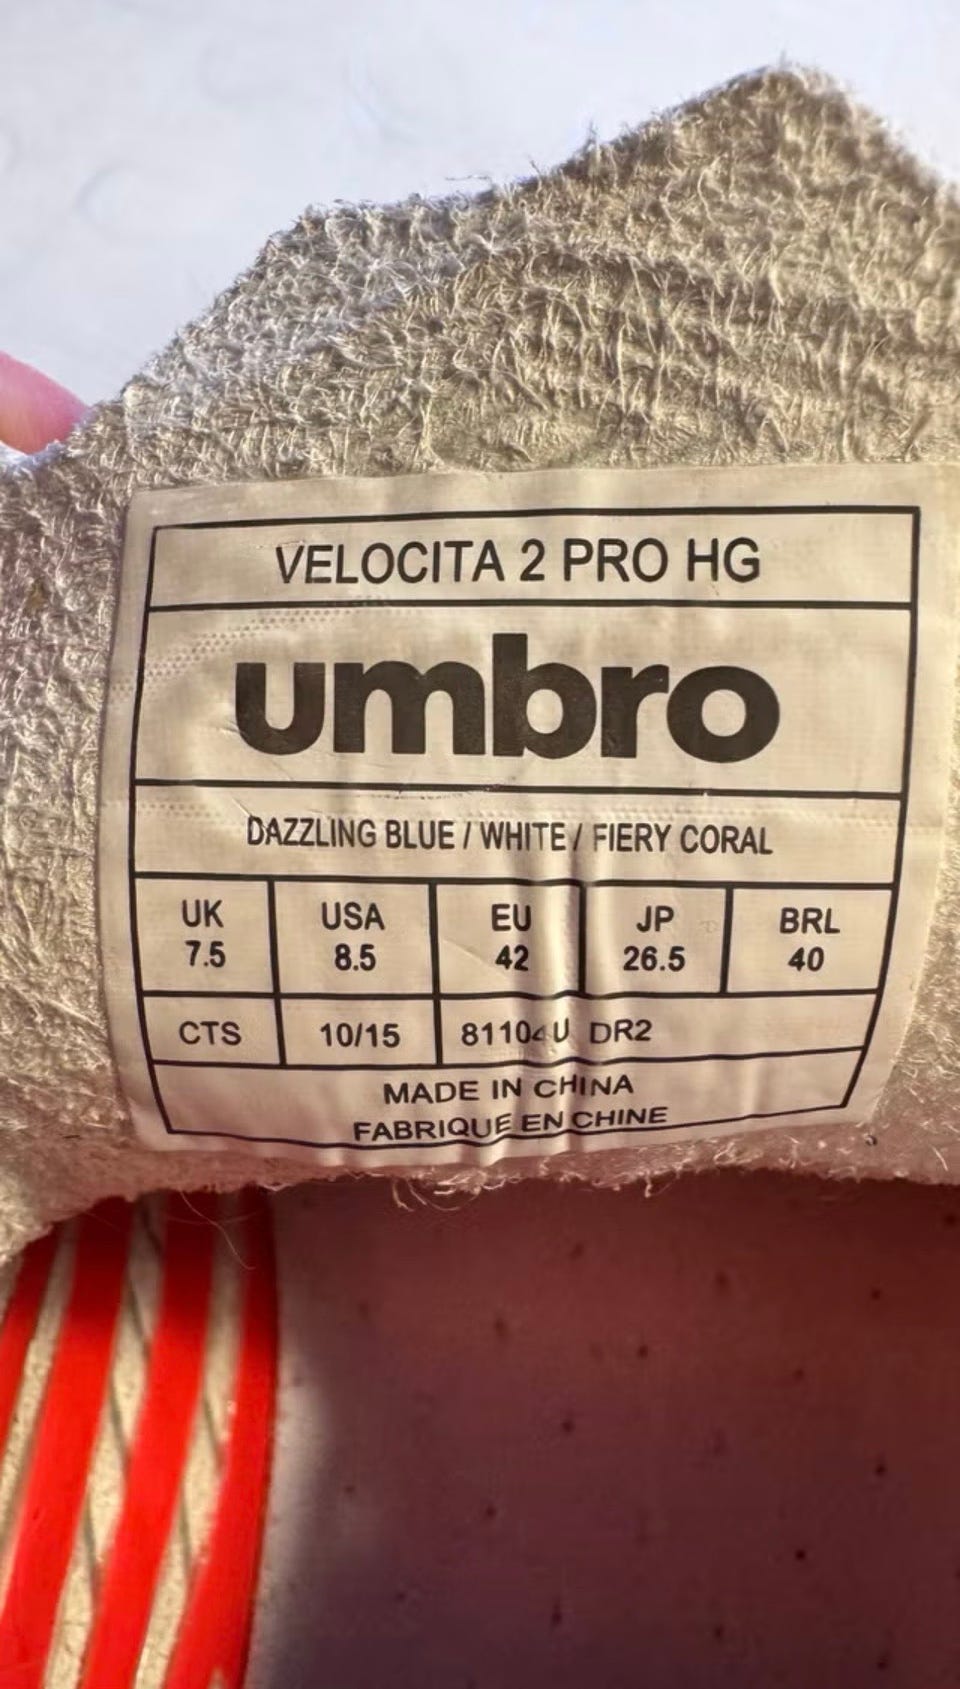 VELOCITA 2 PRO HG
umbro
DAZZLING BLUE / WHITE / FIERY CORAL
UK USA EU JP BRL
7.5 8.5 42 26.5 40
CTS 10/15 DR2
MADE IN CHINA
FABRIQUE EN CHINE